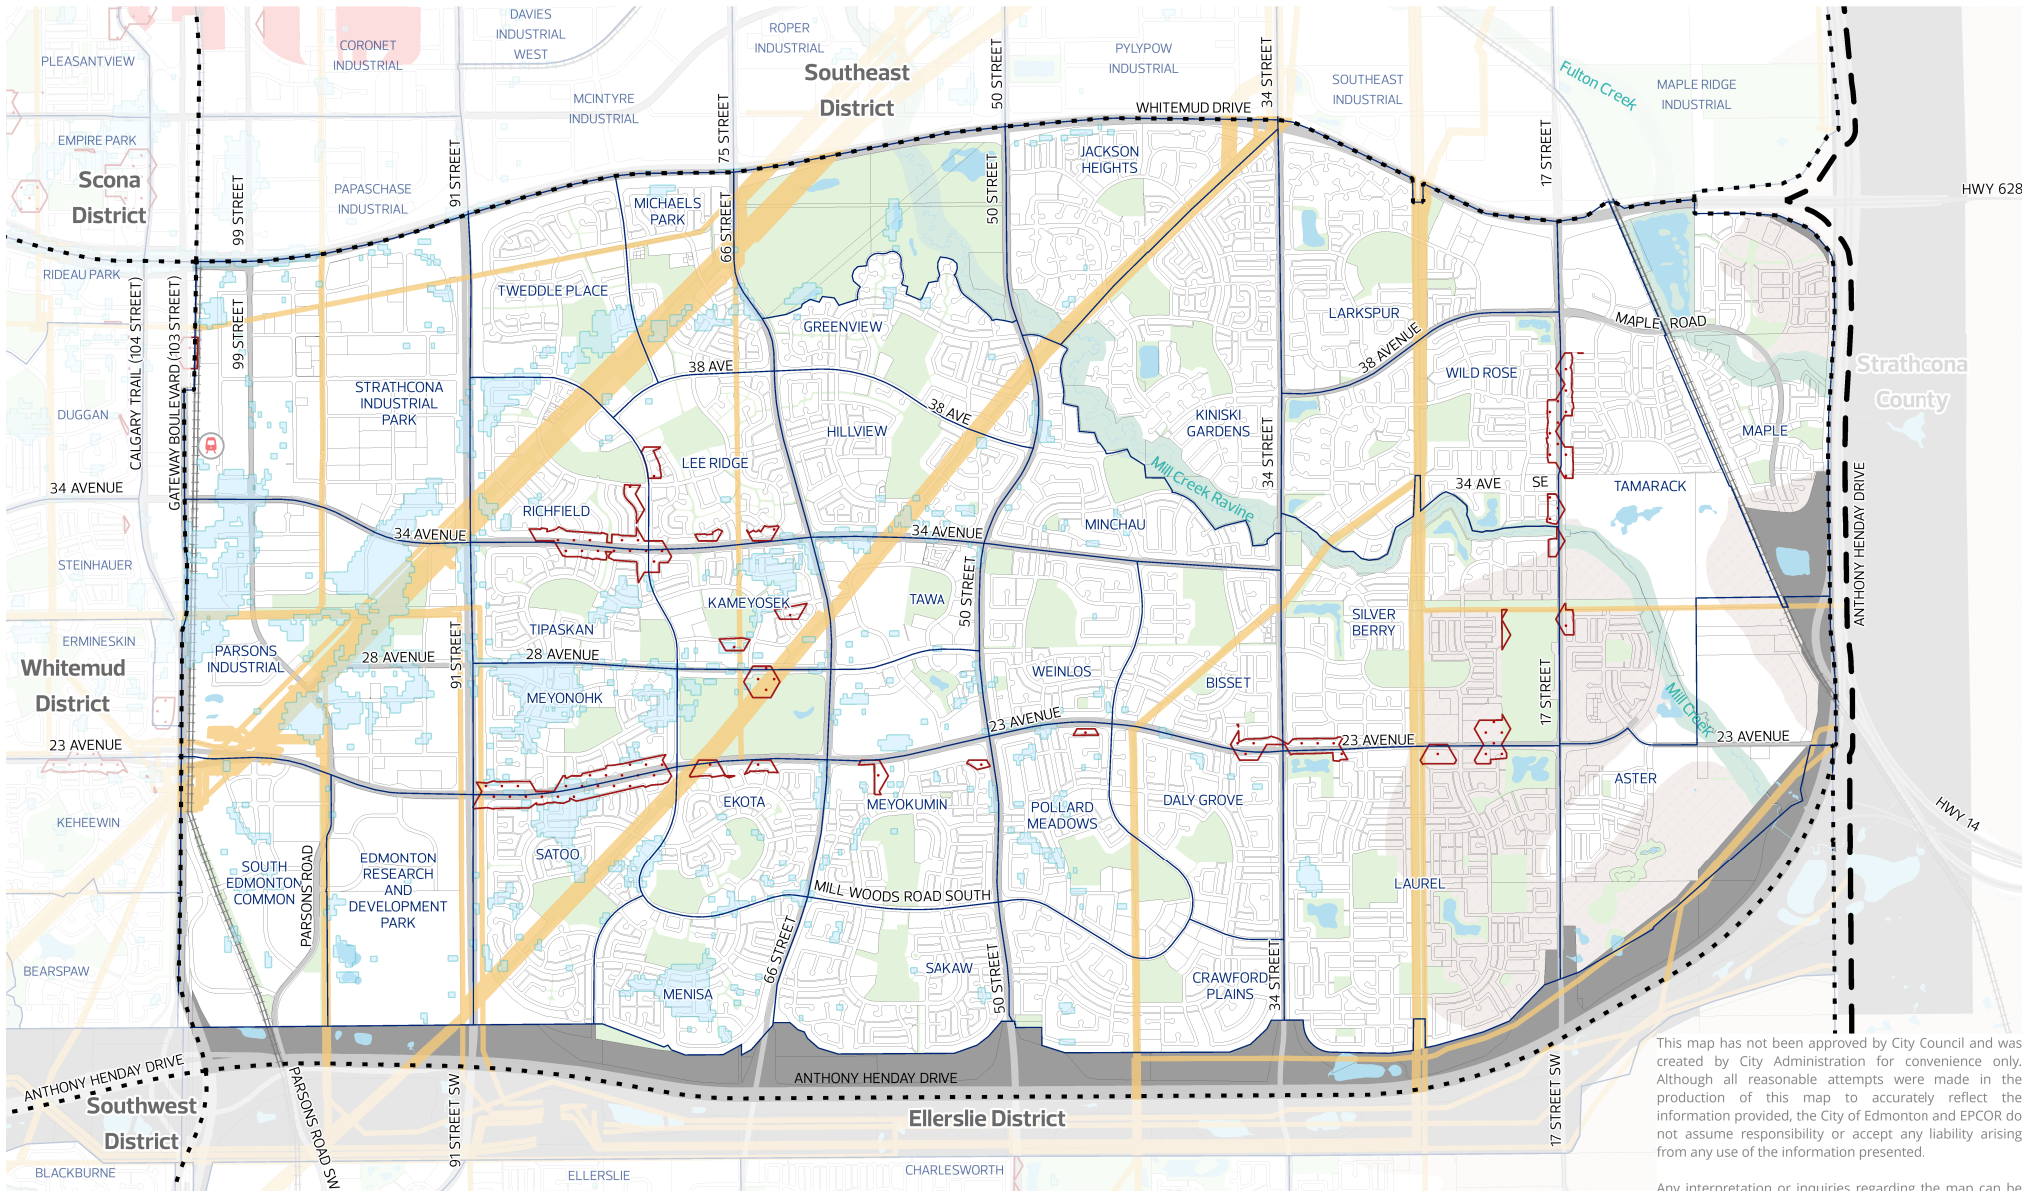 DAVIES
INDUSTRIAL
WEST
PLEASANTVIEW
CORONET
INDUSTRIAL
ROPER
INDUSTRIAL
Southeast
District
50 STREET
PYLYPOW
INDUSTRIAL
34 STREET
SOUTHEAST
INDUSTRIAL
Fulton Creek
MAPLE RIDGE
INDUSTRIAL
MCINTYRE
INDUSTRIAL
WHITEMUD DRIVE
EMPIRE PARK
75 STREET
17 STREET
Scona
District
99 STREET
PAPASCHASE
INDUSTRIAL
91 STREET
MICHAELS
PARK
66 STREET
50 STREET
JACKSON
HEIGHTS
HWY 628
RIDEAU PARK
CALGARY TRAIL (104 STREET)
GATEWAY BOULEVARD (103 STREET)
99 STREET
TWEDDLE PLACE
GREENVIEW
LARKSPUR
38 AVENUE
MAPLE ROAD
Strathcona
County
DUGGAN
STRATHCONA
INDUSTRIAL
PARK
38 AVE
38 AVE
HILLVIEW
KINISKI
GARDENS
34 STREET
WILD ROSE
MAPLE
LEE RIDGE
Mill Creek Ravine
34 AVENUE
34 AVENUE
RICHFIELD
34 AVENUE
MINCHAU
34 AVE SE
TAMARACK
ANTHONY HENDAY DRIVE
STEINHAUER
KAMEYOSEK
TAWA
50 STREET
ERMINESKIN
Whitemud
District
PARSONS
INDUSTRIAL
28 AVENUE
91 STREET
TIPASKAN
28 AVENUE
MEYONOHK
WEINLOS
BISSET
SILVER
BERRY
17 STREET
Mill Creek
23 AVENUE
23 AVENUE
23 AVENUE
23 AVENUE
ASTER
KEHEEWIN
EKOTA
MEYOKUMIN
POLLARD
MEADOWS
DALY GROVE
HWY 14
SOUTH
EDMONTON
COMMON
PARSONS ROAD
EDMONTON
RESEARCH
AND
DEVELOPMENT
PARK
SATOO
MILL WOODS ROAD SOUTH
LAUREL
BEARSPAW
66 STREET
MENISA
SAKAW
50 STREET
CRAWFORD
PLAINS
34 STREET
ANTHONY HENDAY DRIVE
Southwest
District
PARSONS ROAD SW
91 STREET SW
ANTHONY HENDAY DRIVE
Ellerslie District
17 STREET SW
BLACKBURNE
ELLERSLIE
CHARLESWORTH
This map has not been approved by City Council and was
created by City Administration for convenience only.
Although all reasonable attempts were made in the
production of this map to accurately reflect the
information provided, the City of Edmonton and EPCOR do
not assume responsibility or accept any liability arising
from any use of the information presented.
Any interpretation or inquiries regarding the map can be